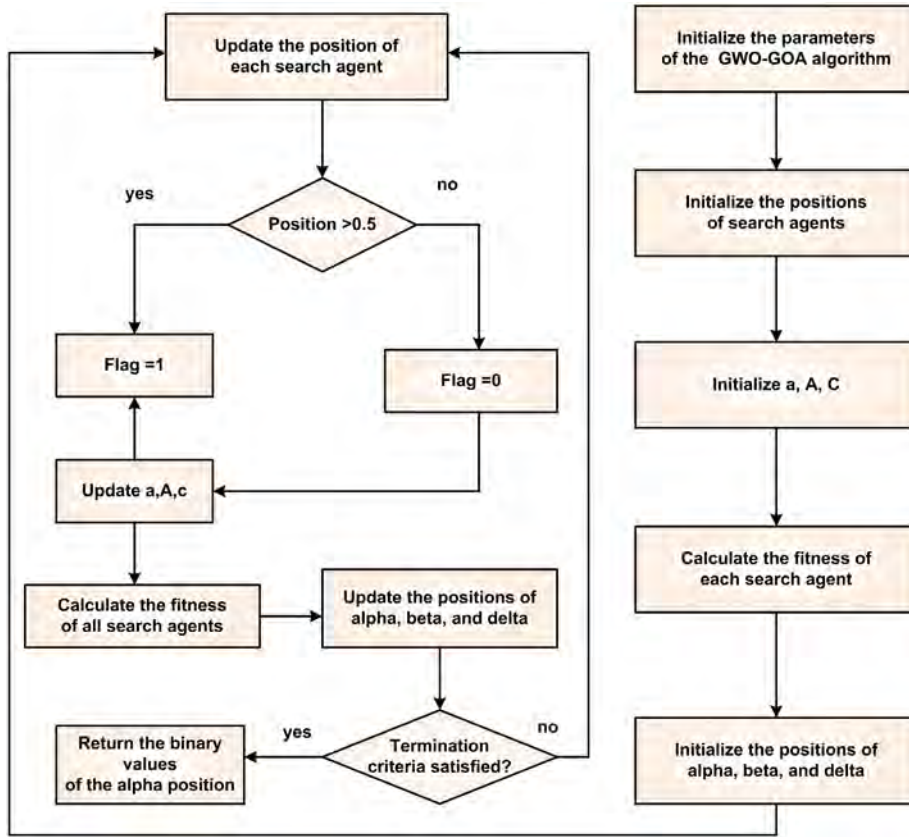 Update the position of
each search agent
yes
no
Position >0.5
Flag =1
Flag =0
Update a,A,c
Calculate the fitness
of all search agents
Update the positions of
alpha, beta, and delta
yes
no
Termination
criteria satisfied?
Return the binary
values
of the alpha position
Initialize the parameters
of the GWO-GOA algorithm
Initialize the positions
of search agents
Initialize a, A, C
Calculate the fitness of
each search agent
Initialize the positions of
alpha, beta, and delta